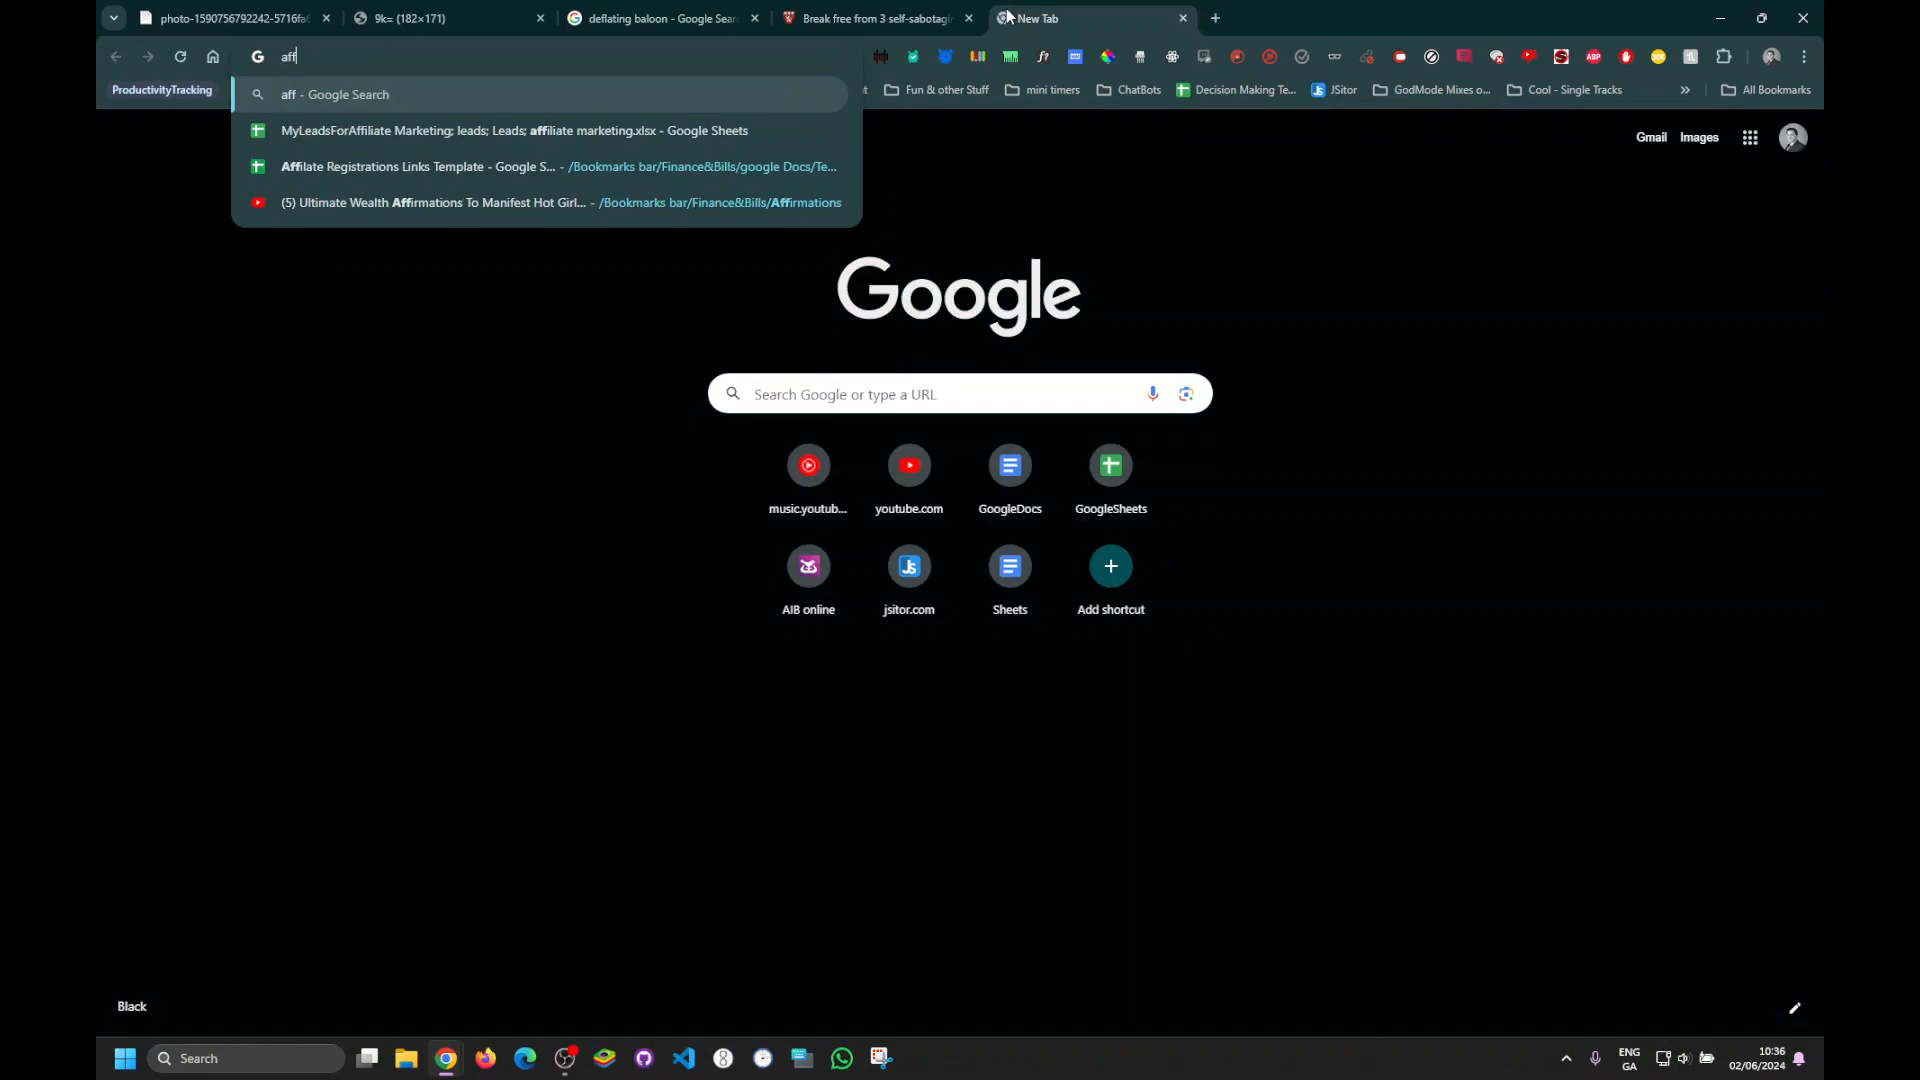 photo-1590756792242-5716fa
9k= (182×171)
deflating baloon - Google Sear
Break free from 3 self-sabotagi
New Tab
aff
ProductivityTracking
Fun & other Stuff
mini timers
ChatBots
Decision Making Te...
JSitor
GodMode Mixes o...
Cool - Single Tracks
»
All Bookmarks
aff - Google Search
MyLeadsForAffiliate Marketing; leads; Leads; affiliate marketing.xlsx - Google Sheets
Affilate Registrations Links Template - Google S... - /Bookmarks bar/Finance&Bills/google Docs/Te...
(5) Ultimate Wealth Affirmations To Manifest Hot Girl... - /Bookmarks bar/Finance&Bills/Affirmations
Gmail
Images
Google
Search Google or type a URL
music.youtub...
youtube.com
GoogleDocs
GoogleSheets
AIB online
jsitor.com
Sheets
Add shortcut
Black
Search
ENG
GA
10:36
02/06/2024